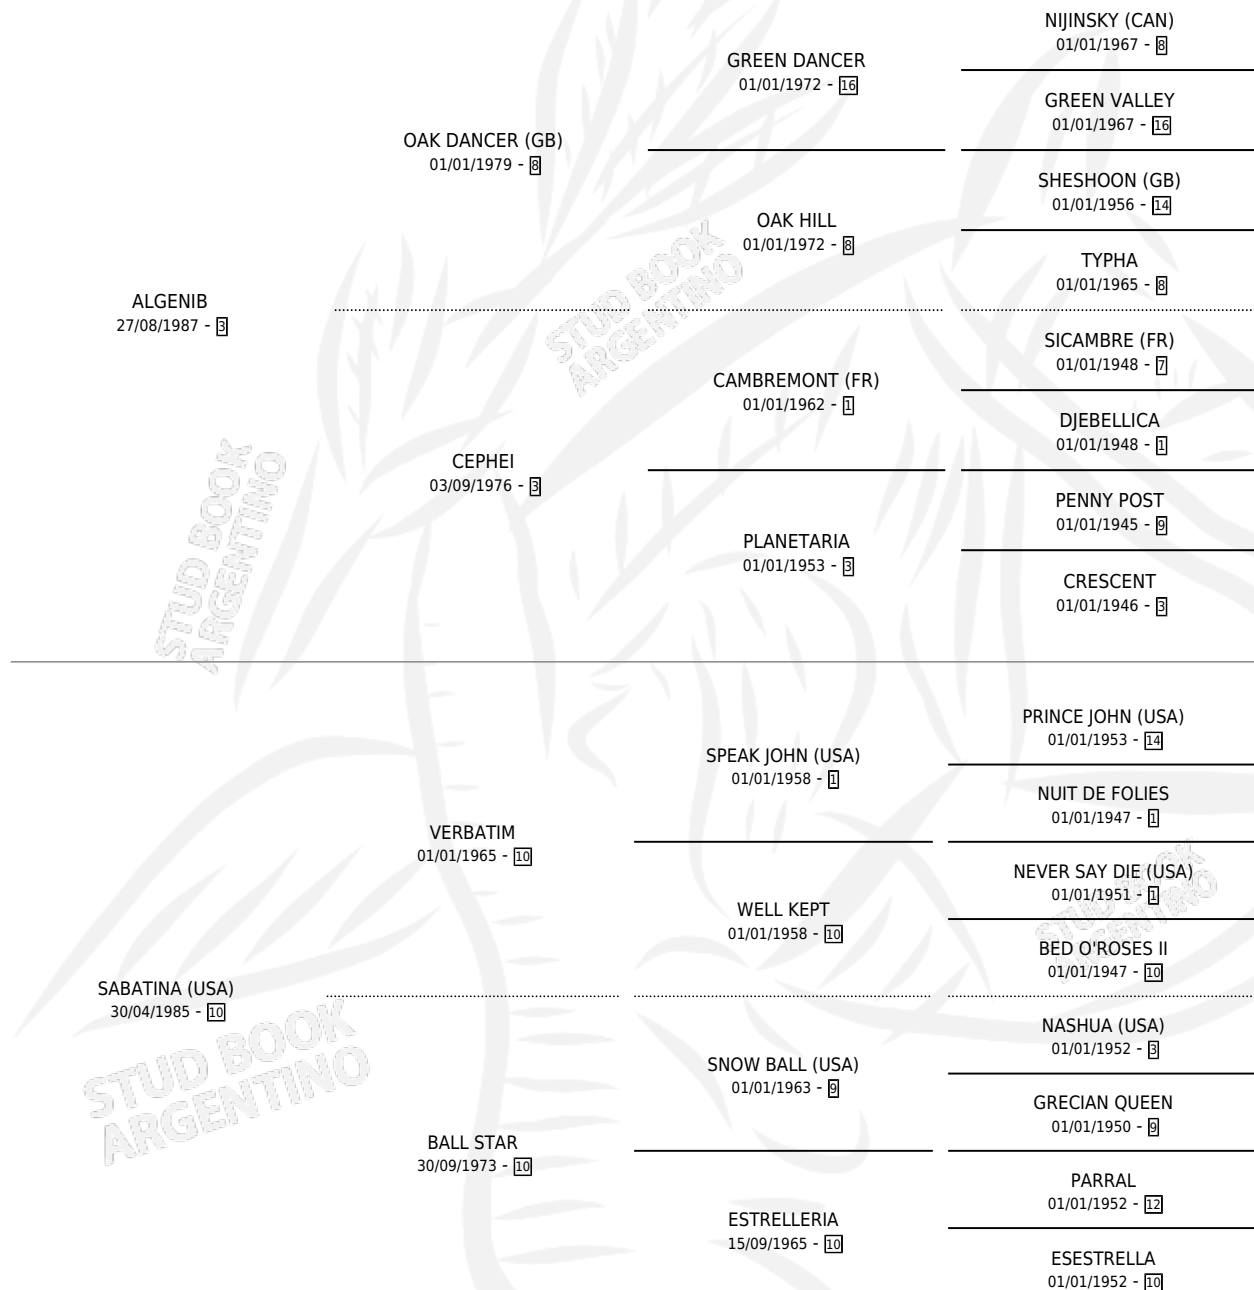 NIJINSKY (CAN)
01/01/1967 - 8
GREEN DANCER
01/01/1972 - 16
GREEN VALLEY
01/01/1967 - 16
OAK DANCER (GB)
01/01/1979 - 8
SHESHOON (GB)
01/01/1956 - 14
OAK HILL
01/01/1972 - 8
TYPHA
01/01/1965 - 8
ALGENIB
27/08/1987 - 3
SICAMBRE (FR)
01/01/1948 - 7
CAMBREMONT (FR)
01/01/1962 - 1
DJEBELLICA
01/01/1948 - 1
CEPHEI
03/09/1976 - 3
PENNY POST
01/01/1945 - 9
PLANETARIA
01/01/1953 - 3
CRESCENT
01/01/1946 - 3
PRINCE JOHN (USA)
01/01/1953 - 14
SPEAK JOHN (USA)
01/01/1958 - 1
NUIT DE FOLIES
01/01/1947 - 1
VERBATIM
01/01/1965 - 10
NEVER SAY DIE (USA)
01/01/1951 - 1
WELL KEPT
01/01/1958 - 10
BED O'ROSES II
01/01/1947 - 10
SABATINA (USA)
30/04/1985 - 10
NASHUA (USA)
01/01/1952 - 3
SNOW BALL (USA)
01/01/1963 - 9
GRECIAN QUEEN
01/01/1950 - 9
BALL STAR
30/09/1973 - 10
PARRAL
01/01/1952 - 12
ESTRELLERIA
15/09/1965 - 10
ESESTRELLA
01/01/1952 - 10
STUD BOOK
ARGENTINO
STUD BOOK
ARGENTINO
STUD BOOK
ARGENTINO
STUD BOOK
ARGENTINO